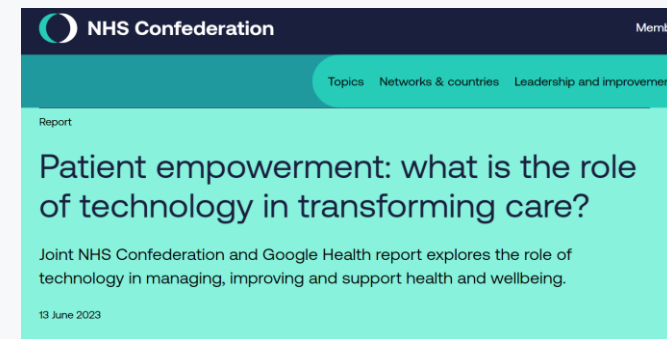 NHS Confederation
Topics Networks & countries Leadership and
Report
Patient empowerment: what is the role
of technology in transforming care?
Joint NHS Confederation and Google Health report explores the role of
technology in managing, improving and support health and wellbeing.
13 June 2023